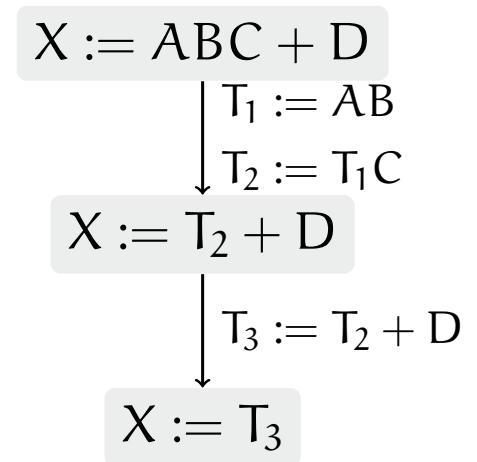 X := ABC + D
T₁ := AB
T₂ := T₁C
X := T₂ + D
T₃ := T₂ + D
X := T₃